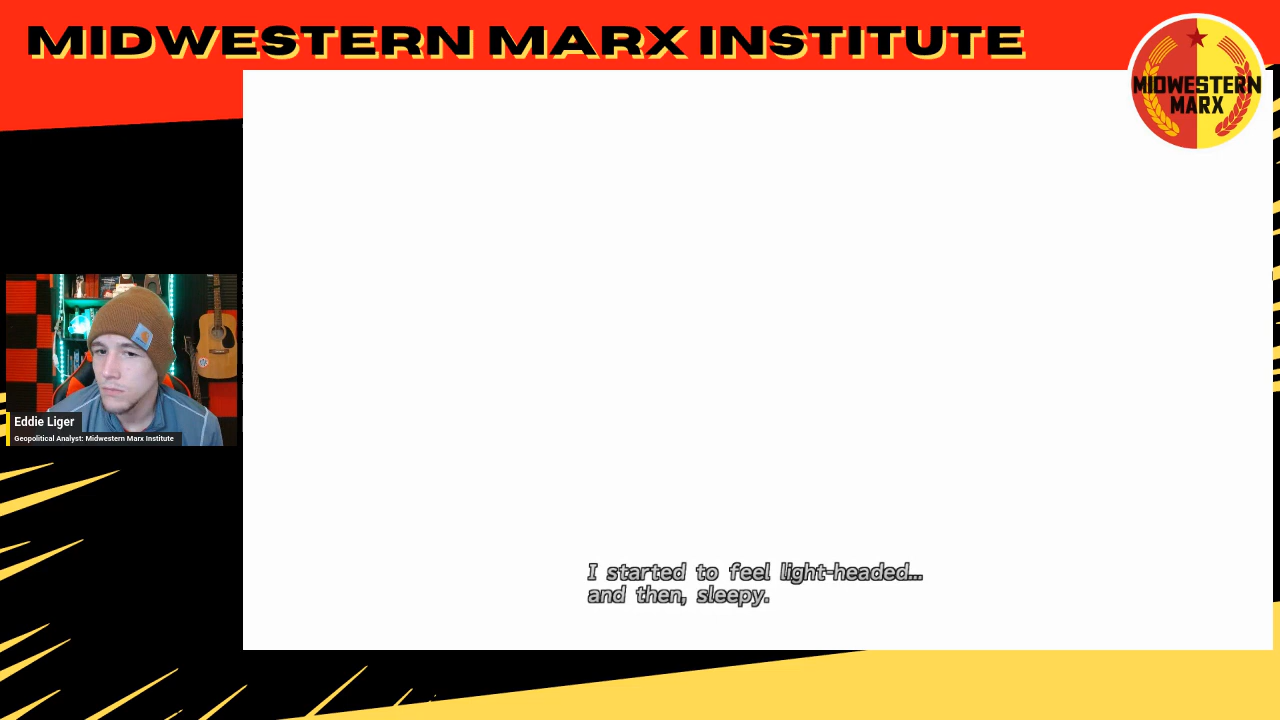 MIDWESTERN MARX INSTITUTE
MIDWESTERN
MARX
Eddie Liger
Geopolitical Analyst: Midwestern Marx Institute
I started to feel light-headed...
and then, sleepy.